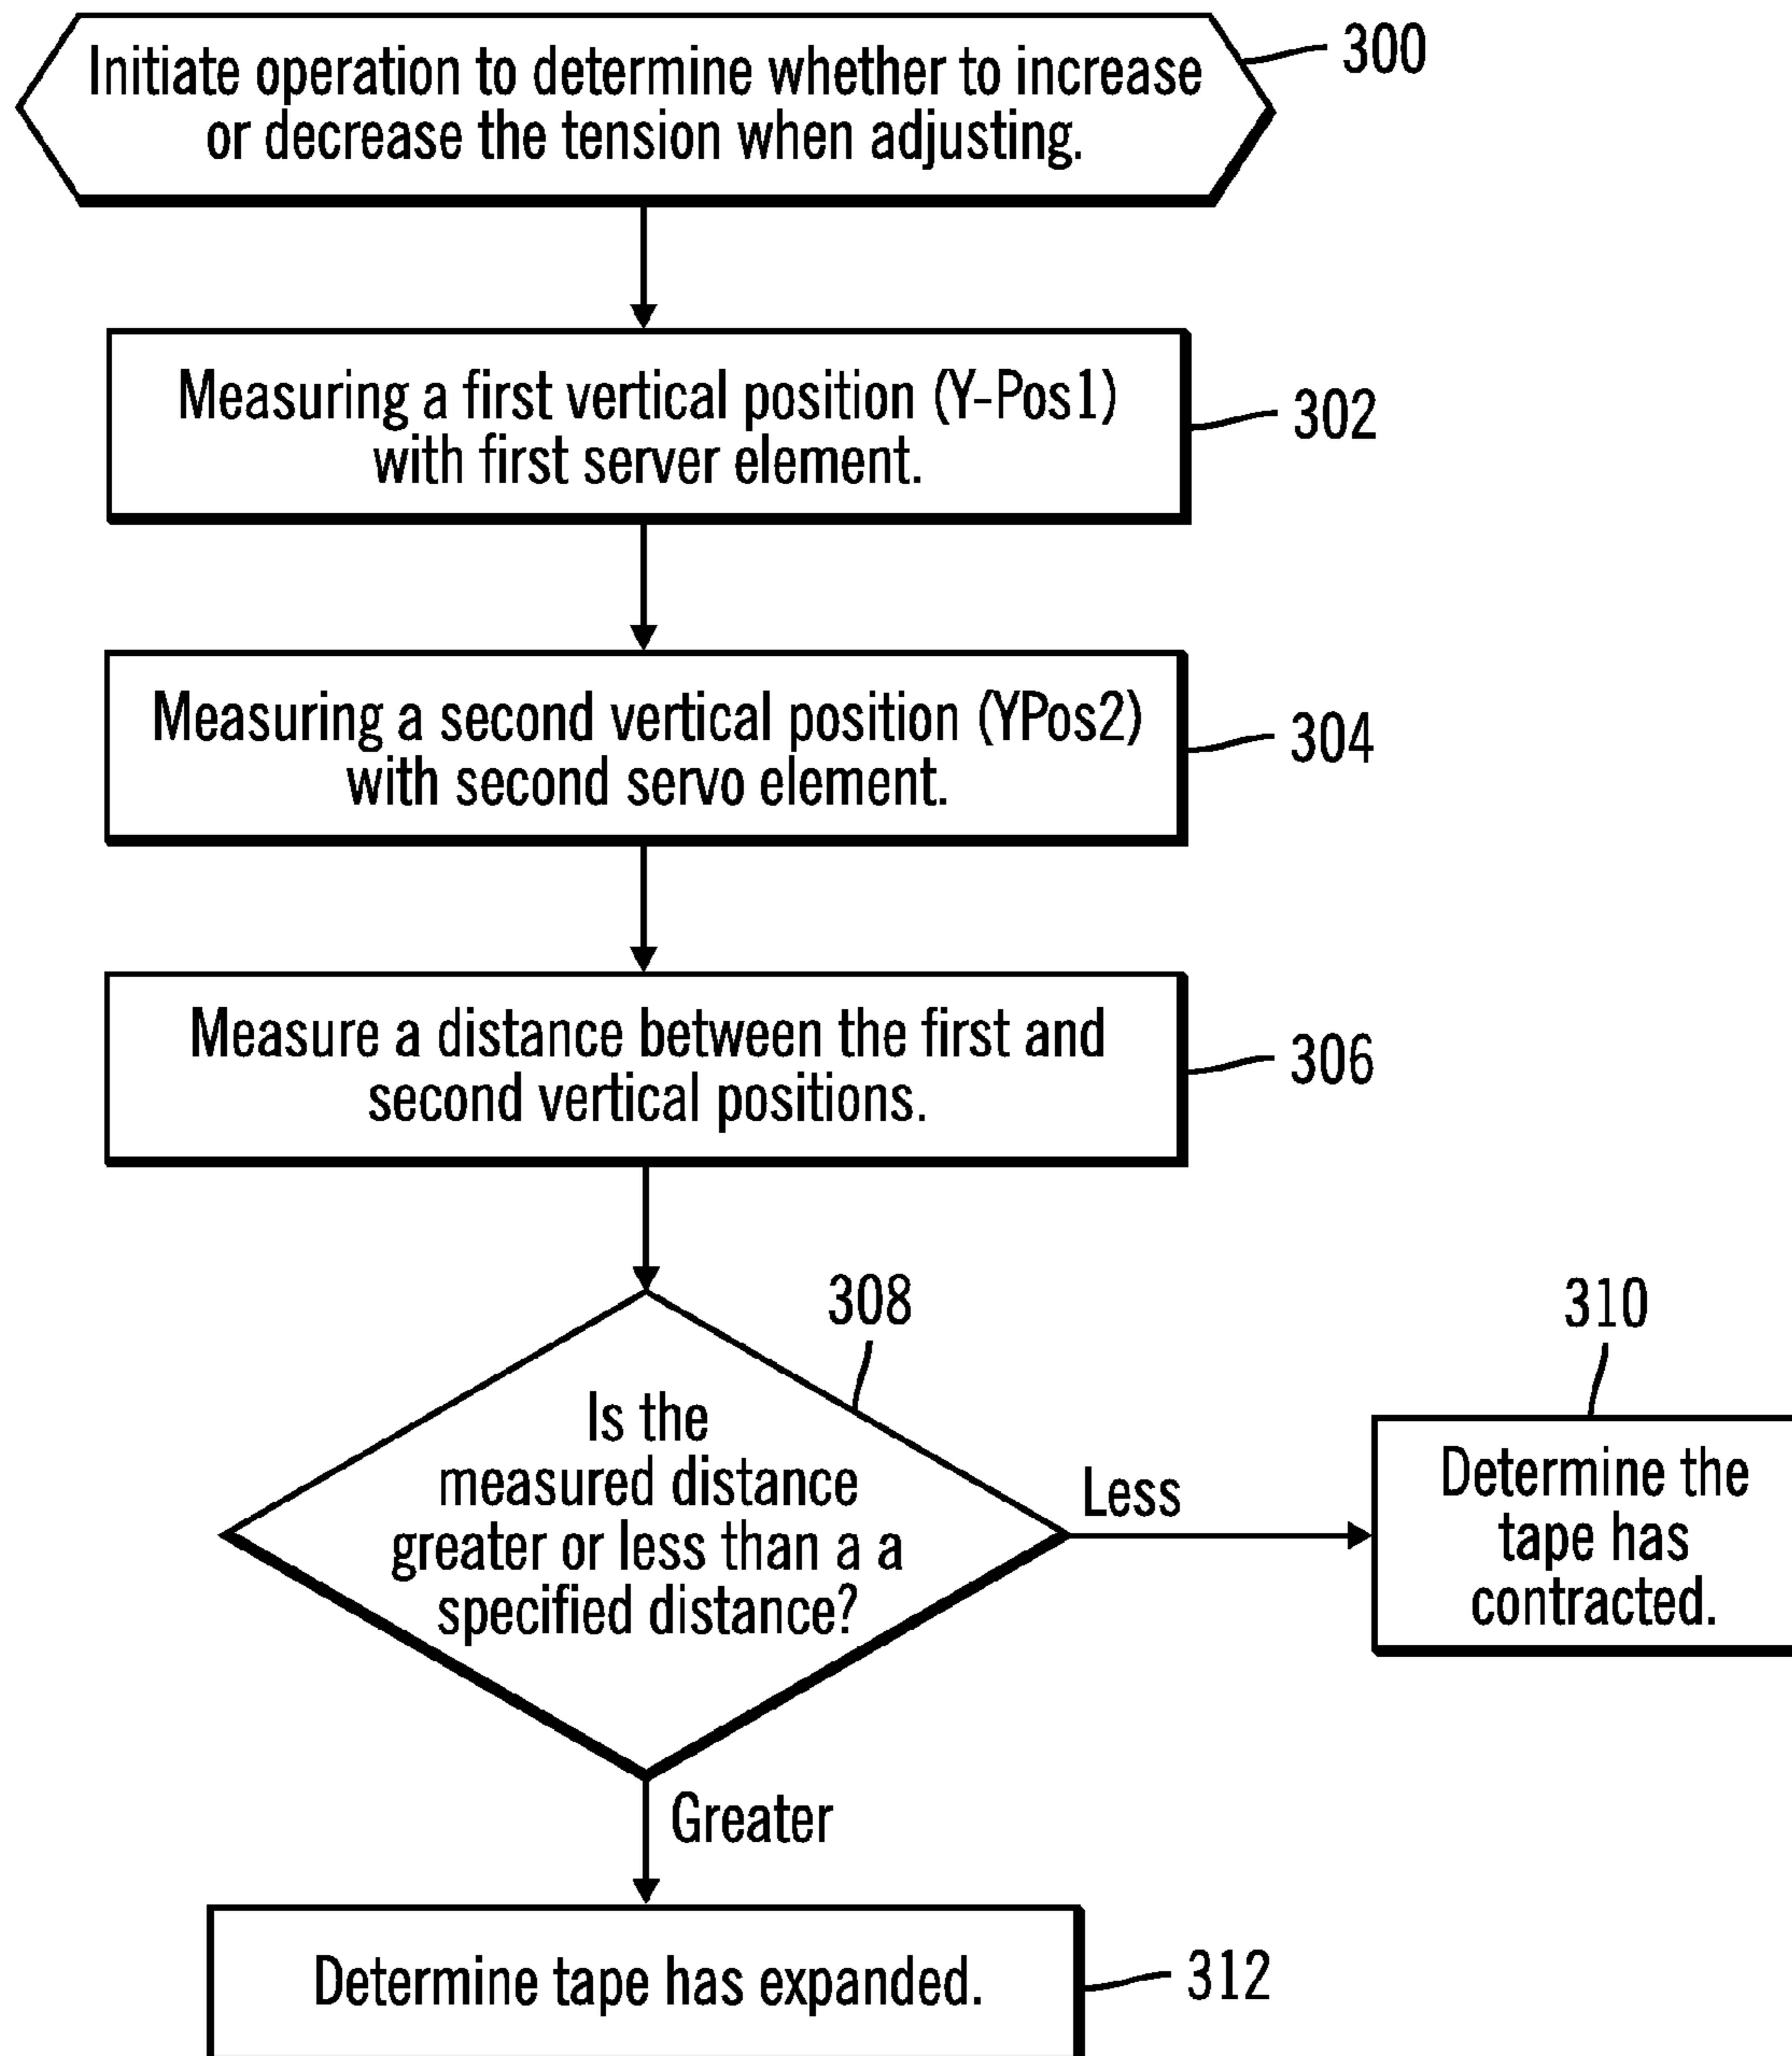 Initiate operation to determine whether to increase
or decrease the tension when adjusting.
300
Measuring a first vertical position (Y-Pos1)
with first server element.
302
Measuring a second vertical position (YPos2)
with second servo element.
304
Measure a distance between the first and
second vertical positions.
306
308
Is the
measured distance
greater or less than a a
specified distance?
Less
310
Determine the
tape has
contracted.
Greater
Determine tape has expanded.
312